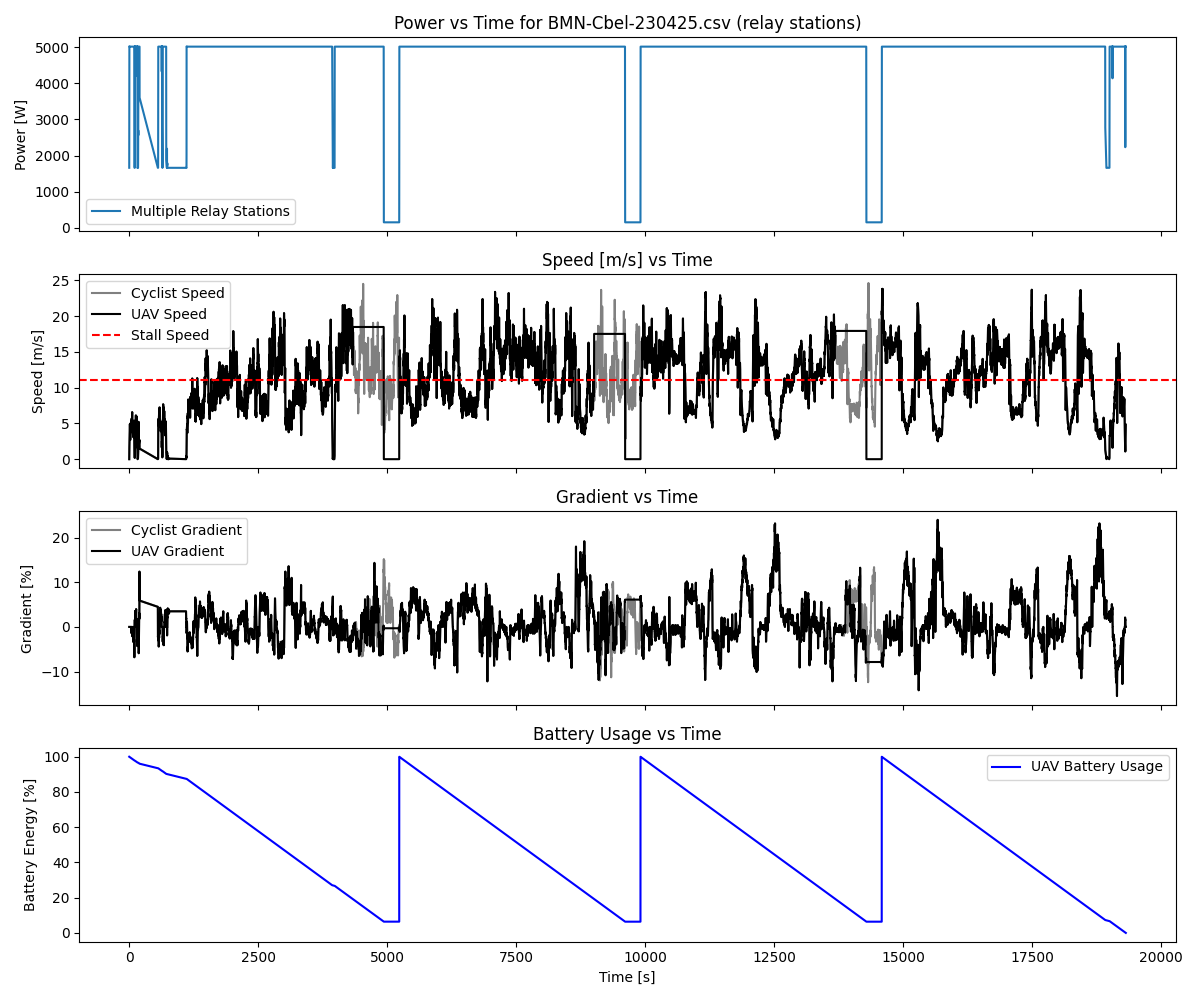 Power vs Time for BMN-Cbel-230425.csv (relay stations)
5000
4000
3000
2000
1000
0
Power [W]
Multiple Relay Stations
Speed [m/s] vs Time
25
20
15
10
5
0
Speed [m/s]
Cyclist Speed
UAV Speed
Stall Speed
Gradient vs Time
20
10
0
−10
Gradient [%]
Cyclist Gradient
UAV Gradient
Battery Usage vs Time
100
80
60
40
20
0
Battery Energy [%]
UAV Battery Usage
0 2500 5000 7500 10000 12500 15000 17500 20000
Time [s]